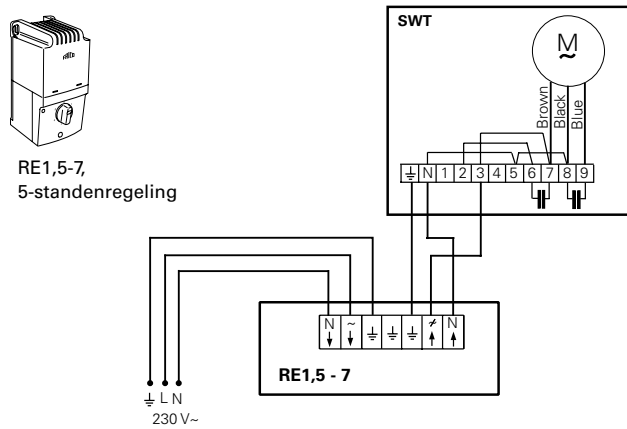 SWT
M
~
Brown
Black
Blue
RE1,5-7,
5-standenregeling
N 1 2 3 4 5 6 7 8 9
N ~ N
RE1,5 - 7
L N
230 V~